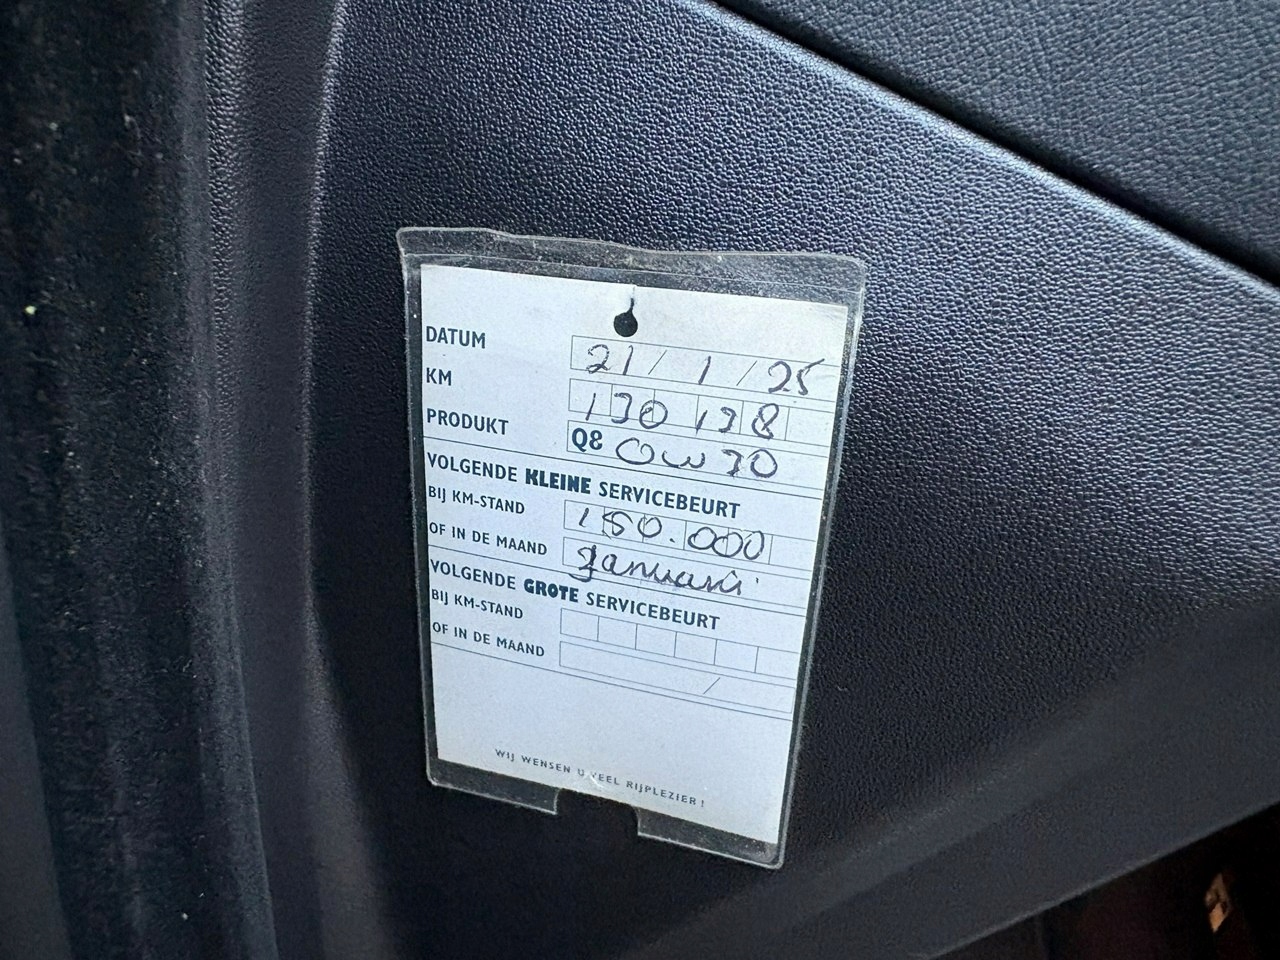 DATUM 21 / 1 / 25
KM 130 138
PRODUKT Q8 0w30
VOLGENDE KLEINE SERVICEBEURT
BIJ KM-STAND 150.000
OF IN DE MAAND Januari
VOLGENDE GROTE SERVICEBEURT
BIJ KM-STAND
OF IN DE MAAND /
WIJ WENSEN U VEEL RIJPLEZIER!